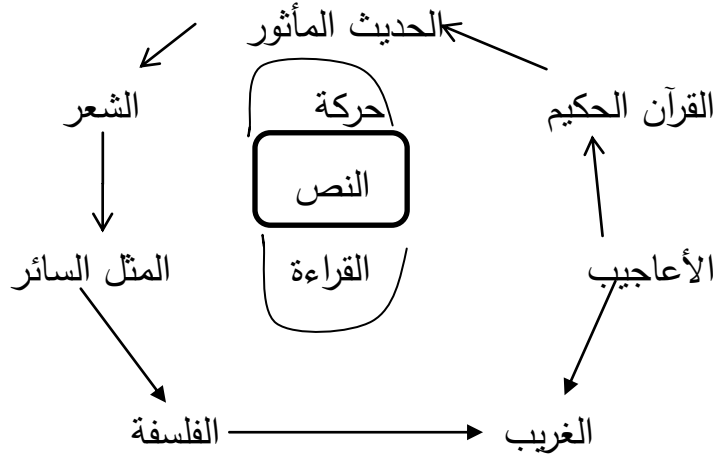 الحديث المأثور
القرآن الحكيم
حركة
الشعر
النص
الأعاجيب
القراءة
المثل السائر
الغريب
الفلسفة